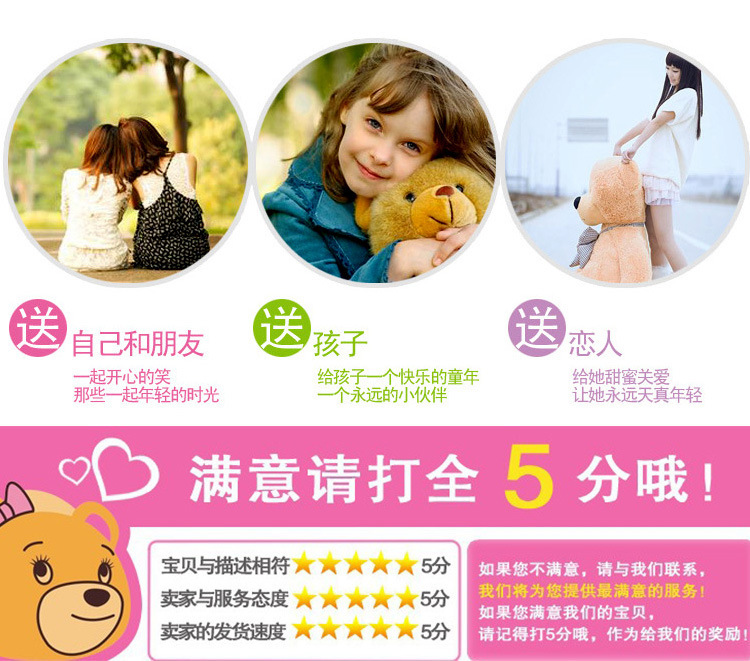 送 自己和朋友
一起开心的笑
那些一起年轻的时光
送 孩子
给孩子一个快乐的童年
一个永远的小伙伴
送 恋人
给她甜蜜关爱
让她永远天真年轻
满意请打全 5 分哦!
宝贝与描述相符 5分
卖家与服务态度 5分
卖家的发货速度 5分
如果您不满意,请与我们联系,
我们将为您提供最满意的服务!
如果您满意我们的宝贝,
请记得打5分哦,作为给我们的奖励!